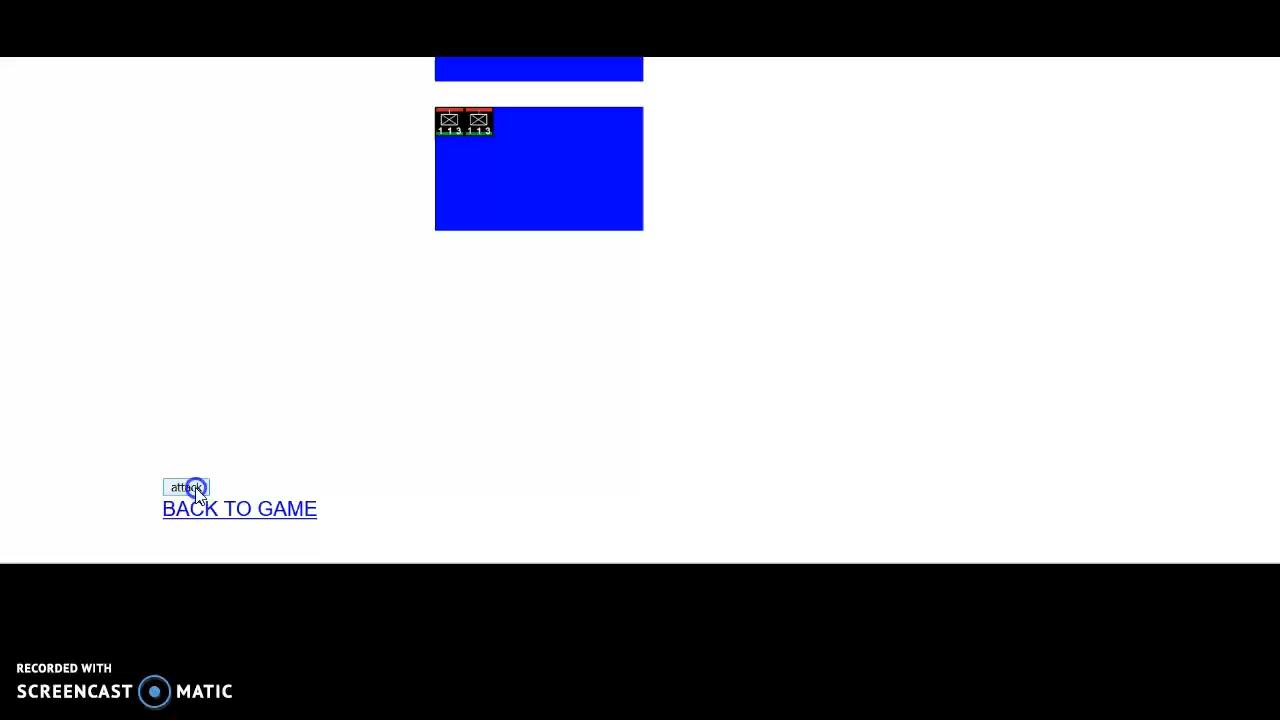 1 1 3 1 1 3
attack
BACK TO GAME
RECORDED WITH
SCREENCAST MATIC